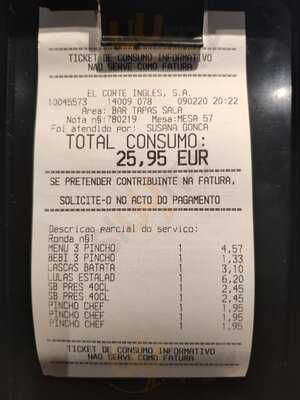 TICKET DE CONSUMO INFORMATIVO
NAO SERVE COMO FATURA
EL CORTE INGLES, S.A.
10045573 14009 078 090220 20:22
Area: BAR TAPAS SALA
Nota nº:780219 Mesa:MESA 57
Foi atendido por: SUSANA GONCA
TOTAL CONSUMO:
25,95 EUR
SE PRETENDER CONTRIBUINTE NA FATURA,
SOLICITE-O NO ACTO DO PAGAMENTO
Descricao parcial do servico:
Ronda nº1
MENU 3 PINCHO 1 4,57
BEBI 3 PINCHO 1 1,33
LASCAS BATATA 1 3,10
LULAS ESTALAD 1 6,20
SB PRES 40CL 1 2,45
SB PRES 40CL 1 2,45
PINCHO CHEF 1 1,95
PINCHO CHEF 1 1,95
PINCHO CHEF 1 1,95
TICKET DE CONSUMO INFORMATIVO
NAO SERVE COMO FATURA